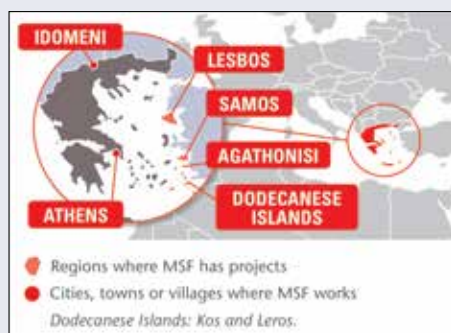 IDOMENI
LESBOS
SAMOS
AGATHONISI
DODECANESE
ISLANDS
ATHENS
Regions where MSF has projects
Cities, towns or villages where MSF works
Dodecanese Islands: Kos and Leros.